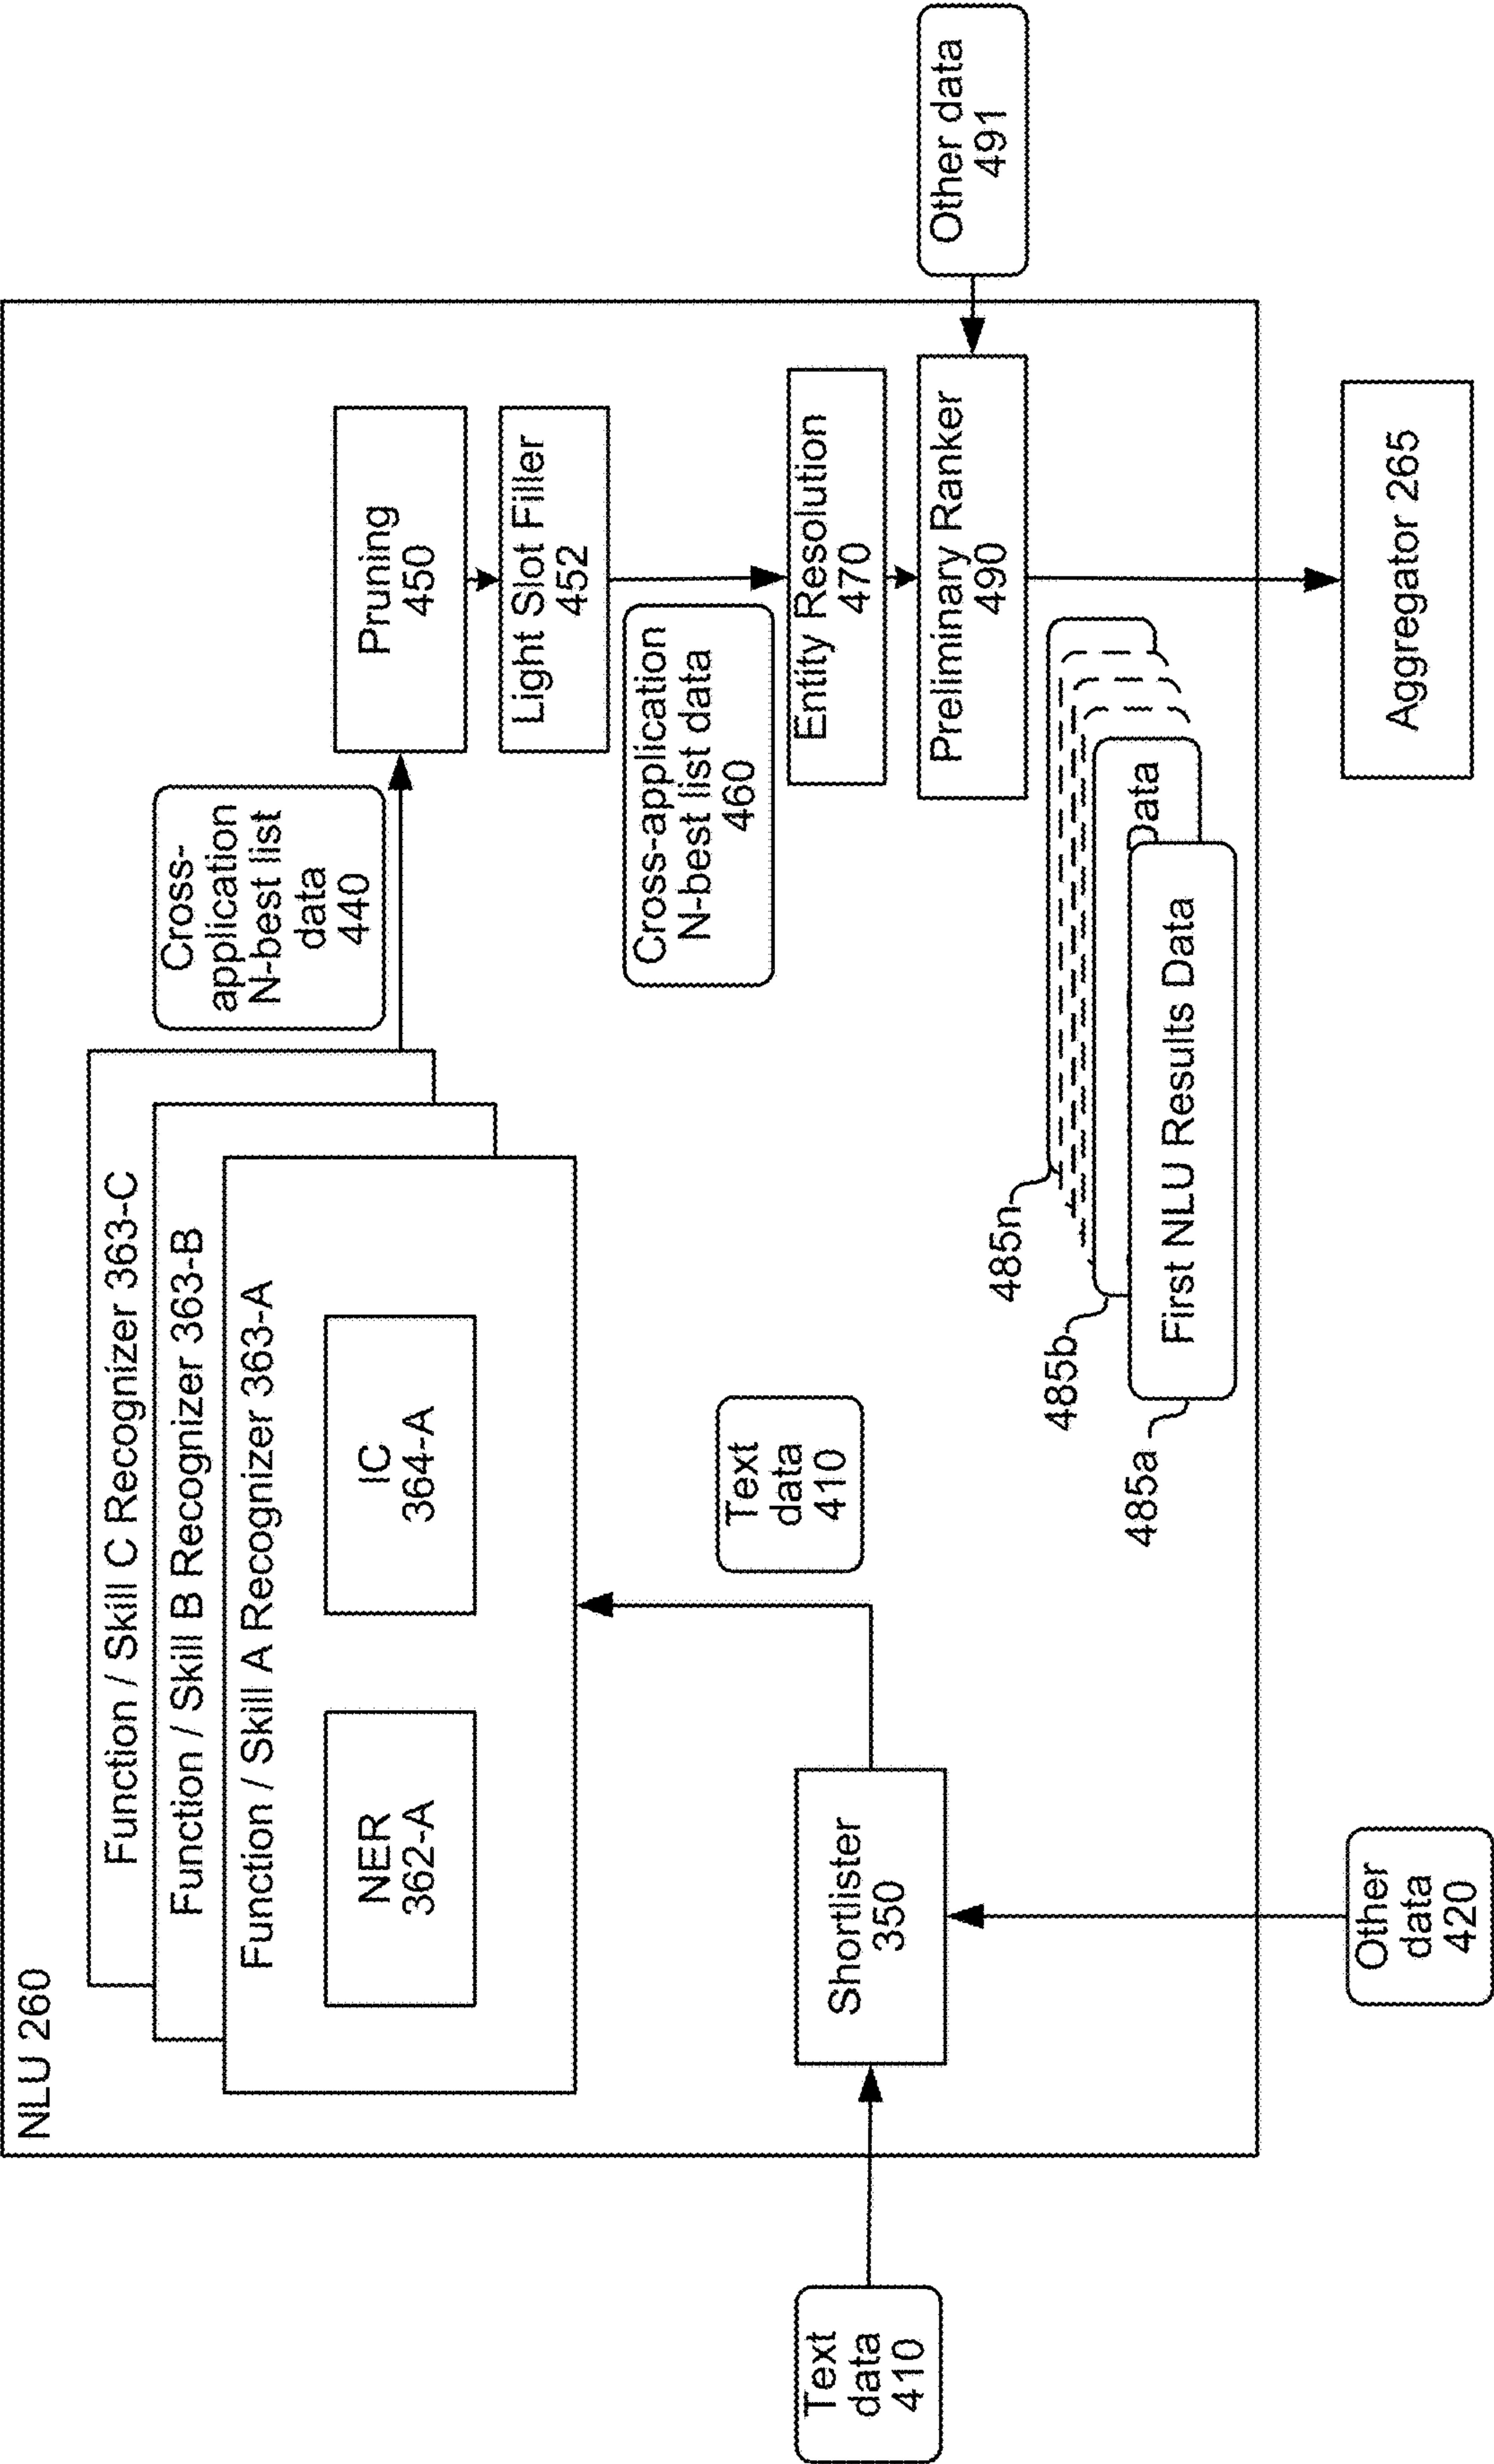 NLU 260
Function / Skill C Recognizer 363-C
Function / Skill B Recognizer 363-B
Function / Skill A Recognizer 363-A
NER
362-A
IC
364-A
Cross-
application
N-best list
data
440
Pruning
450
Light Slot Filler
452
Cross-application
N-best list data
460
Entity Resolution
470
Preliminary Ranker
490
Other data
491
Text
data
410
Shortlister
350
Text
data
410
Other
data
420
485n
485b
485a
Data
First NLU Results Data
Aggregator 265